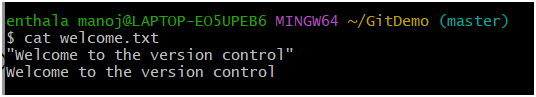 enthala manoj@LAPTOP-EO5UPEB6 MINGW64 ~/GitDemo (master)
$ cat welcome.txt
"Welcome to the version control"
Welcome to the version control